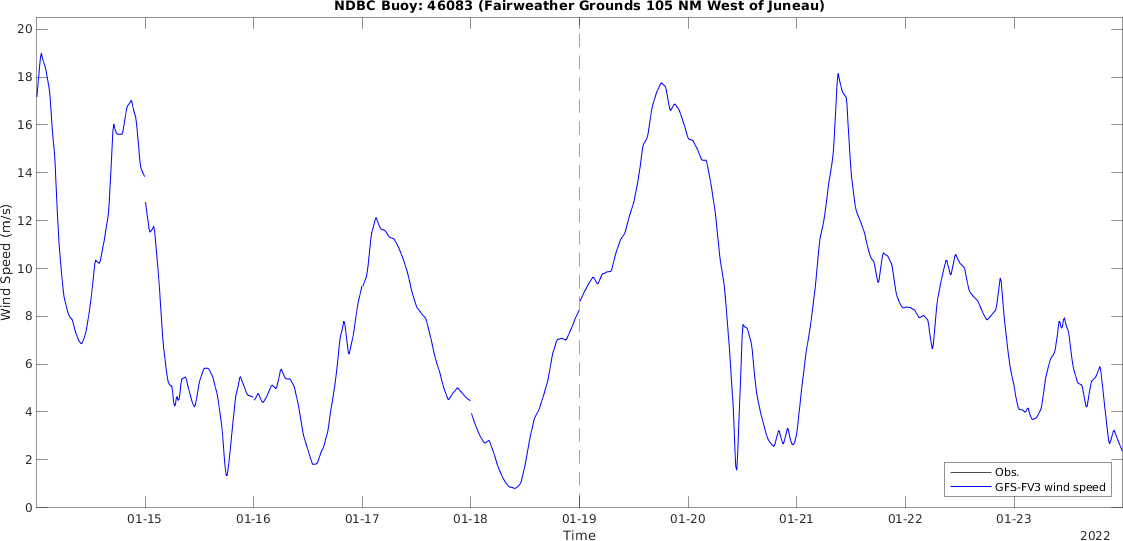 NDBC Buoy: 46083 (Fairweather Grounds 105 NM West of Juneau)
20
18
16
14
12
10
8
6
4
2
0
Wind Speed (m/s)
01-15 01-16 01-17 01-18 01-19 01-20 01-21 01-22 01-23
Time
2022
Obs.
GFS-FV3 wind speed